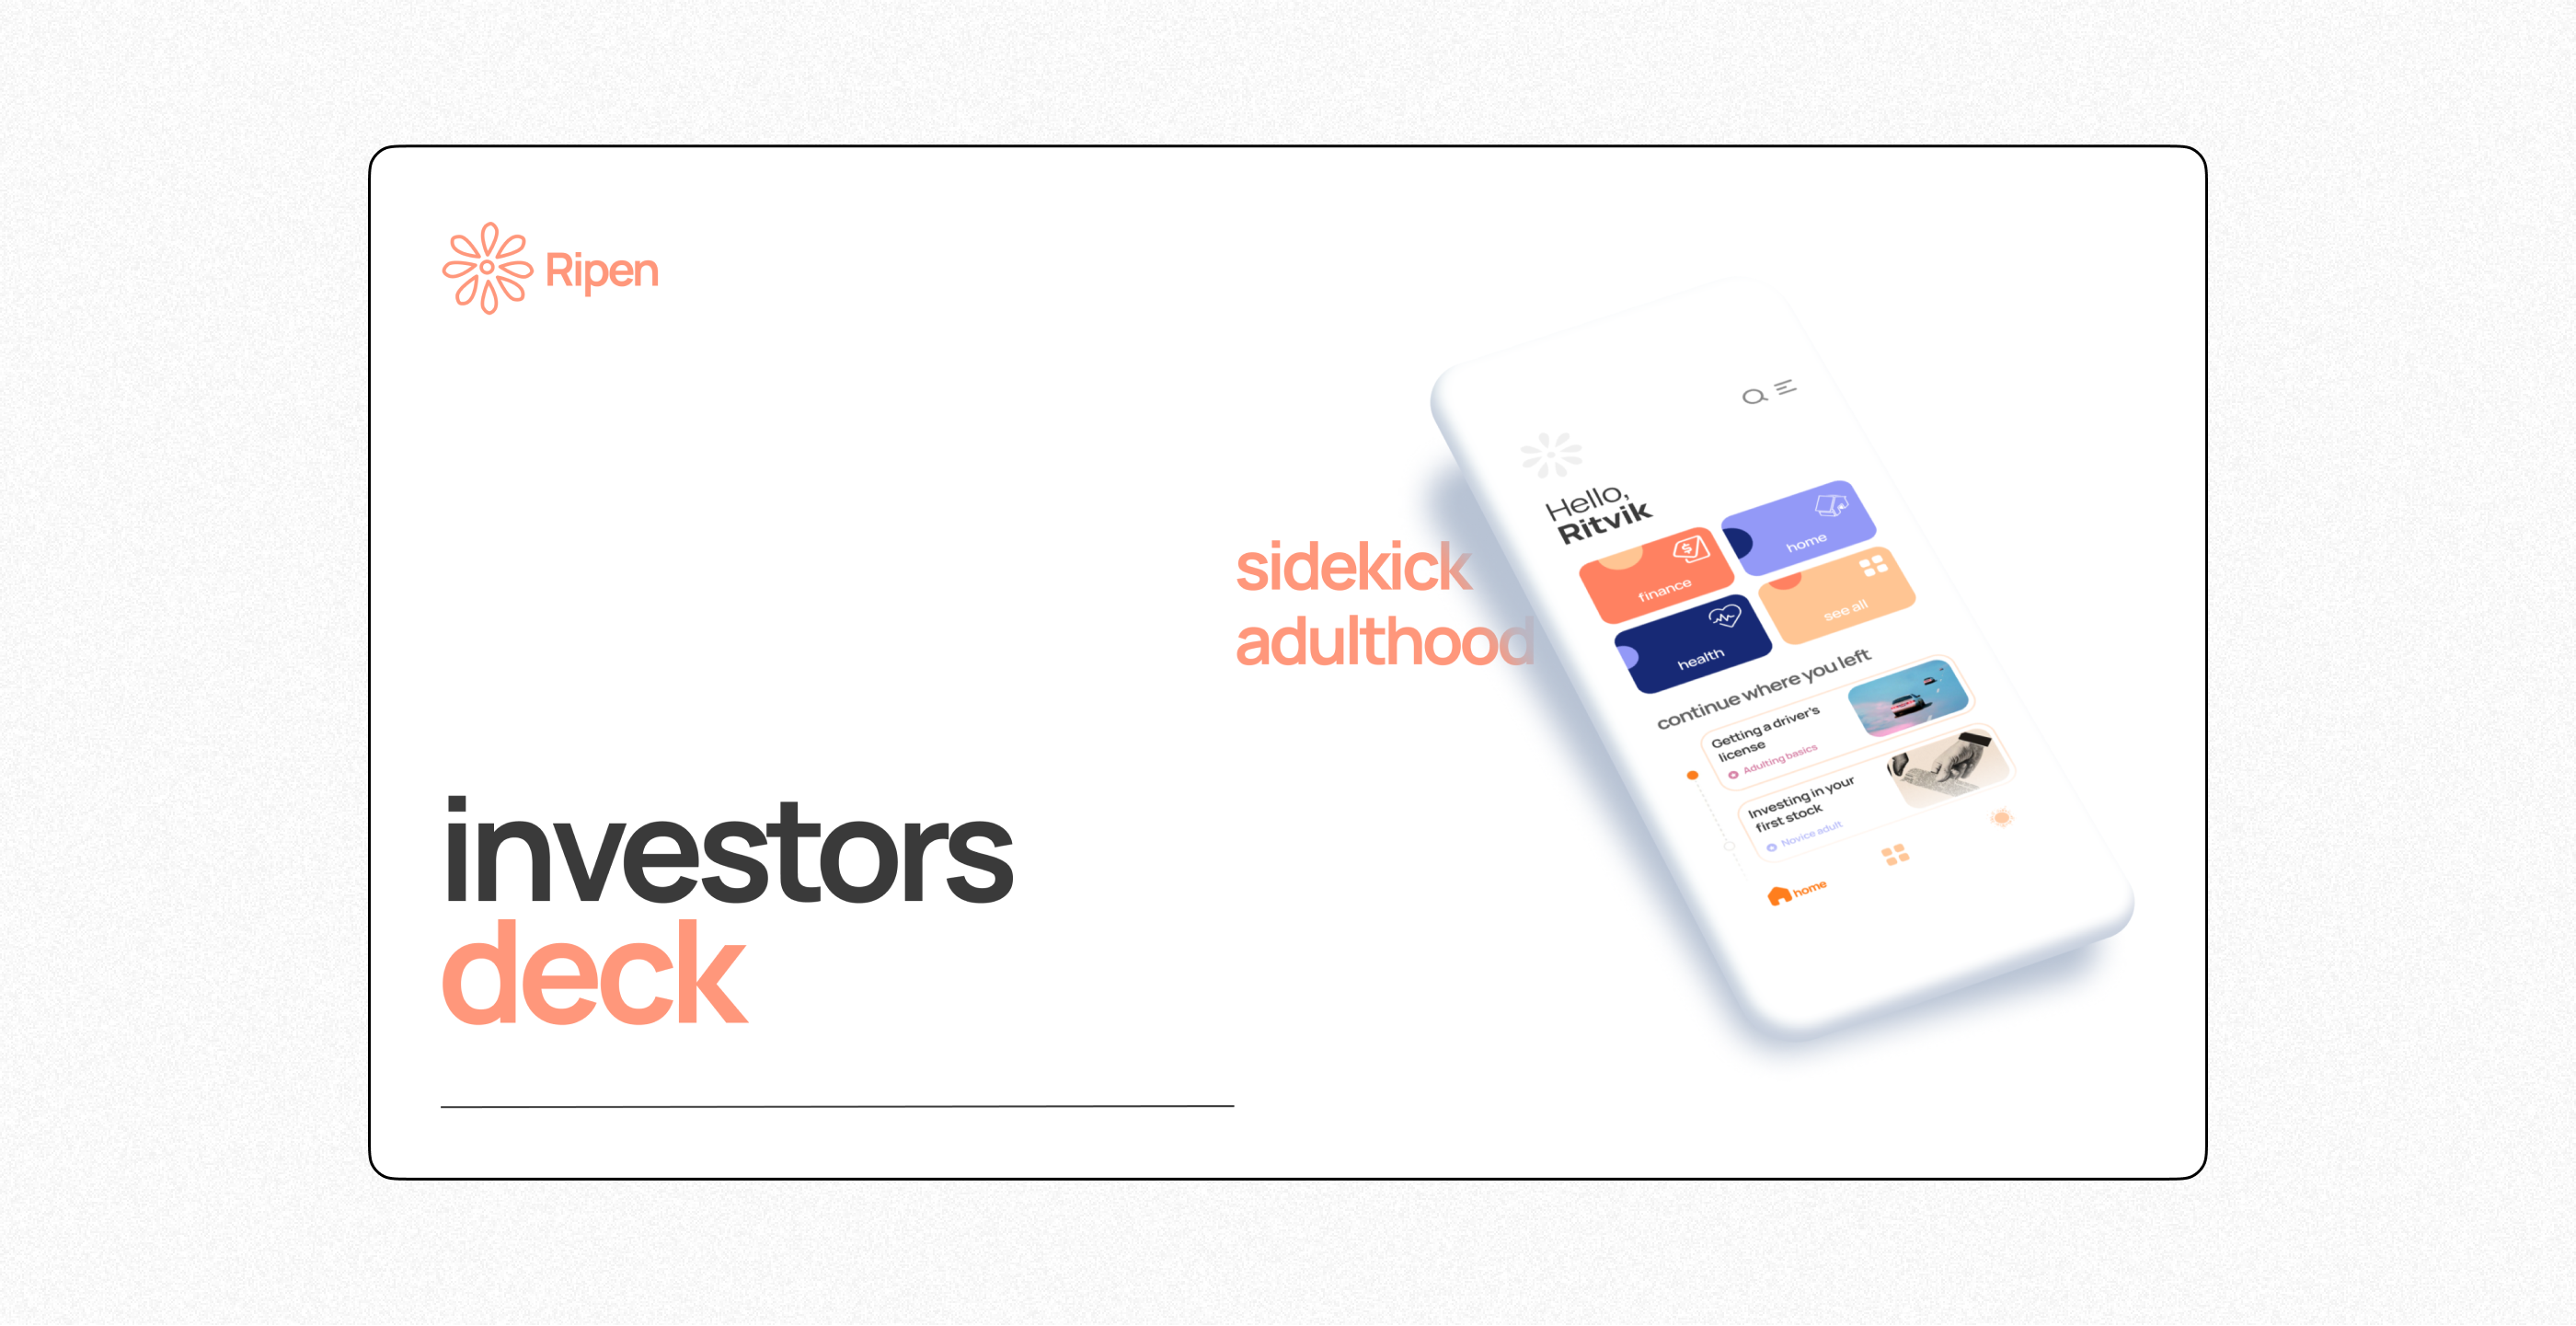 Ripen
sidekick
adulthood
investors
deck
Hello,
Ritvik
finance
home
health
see all
continue where you left
Getting a driver's
license
Adulting basics
Investing in your
first stock
Novice adult
home